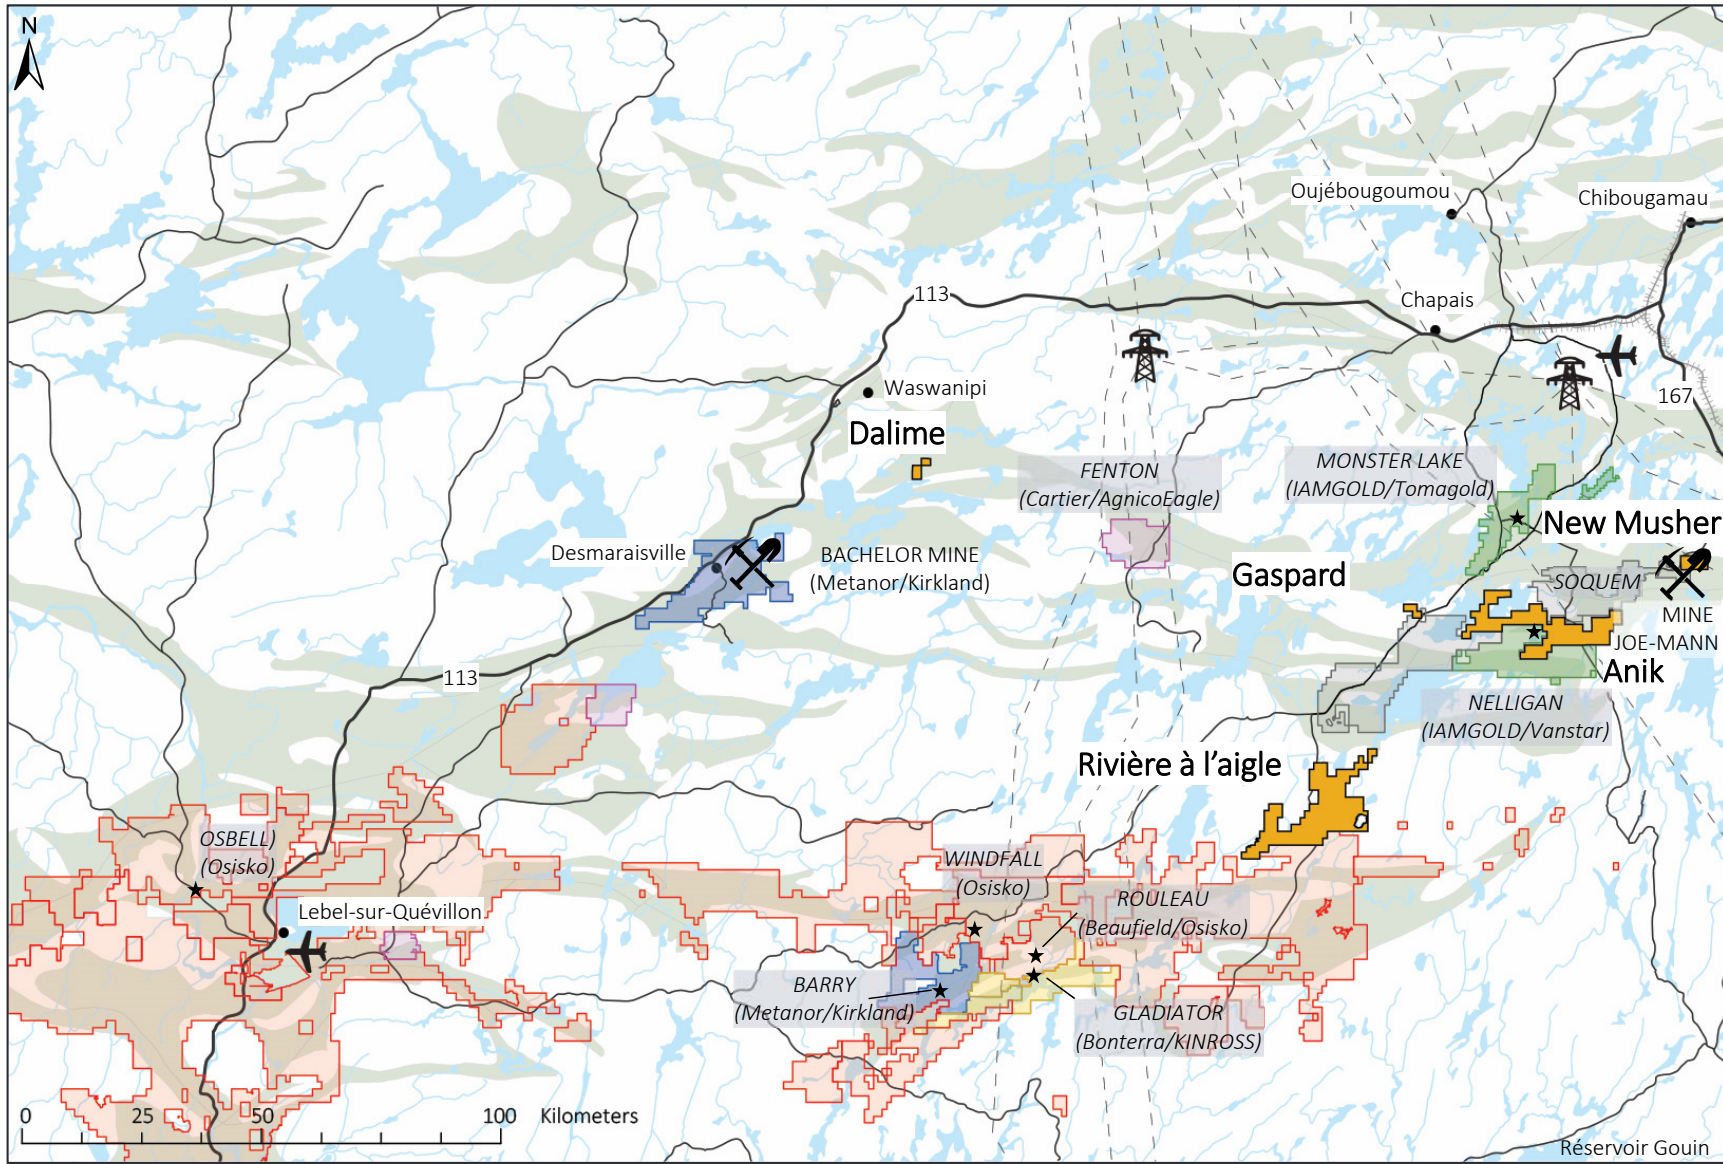 N
Oujébougoumou
Chibougamau
113
Chapais
167
Waswanipi
Dalime
FENTON
(Cartier/AgnicoEagle)
MONSTER LAKE
(IAMGOLD/Tomagold)
New Musher
Desmaraisville
BACHELOR MINE
(Metanor/Kirkland)
Gaspard
SOQUEM
MINE
JOE-MANN
Anik
113
NELLIGAN
(IAMGOLD/Vanstar)
Rivière à l’aigle
OSBELL)
(Osisko)
WINDFALL
(Osisko)
ROULEAU
(Beaufield/Osisko)
Lebel-sur-Quévillon
BARRY
(Metanor/Kirkland)
GLADIATOR
(Bonterra/KINROSS)
0 25 50 100 Kilometers
Réservoir Gouin